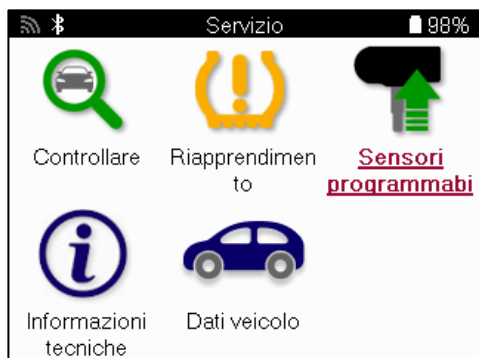 Servizio 98%
Controllare Riapprendimen Sensori
to programmabi
Informazioni Dati veicolo
tecniche